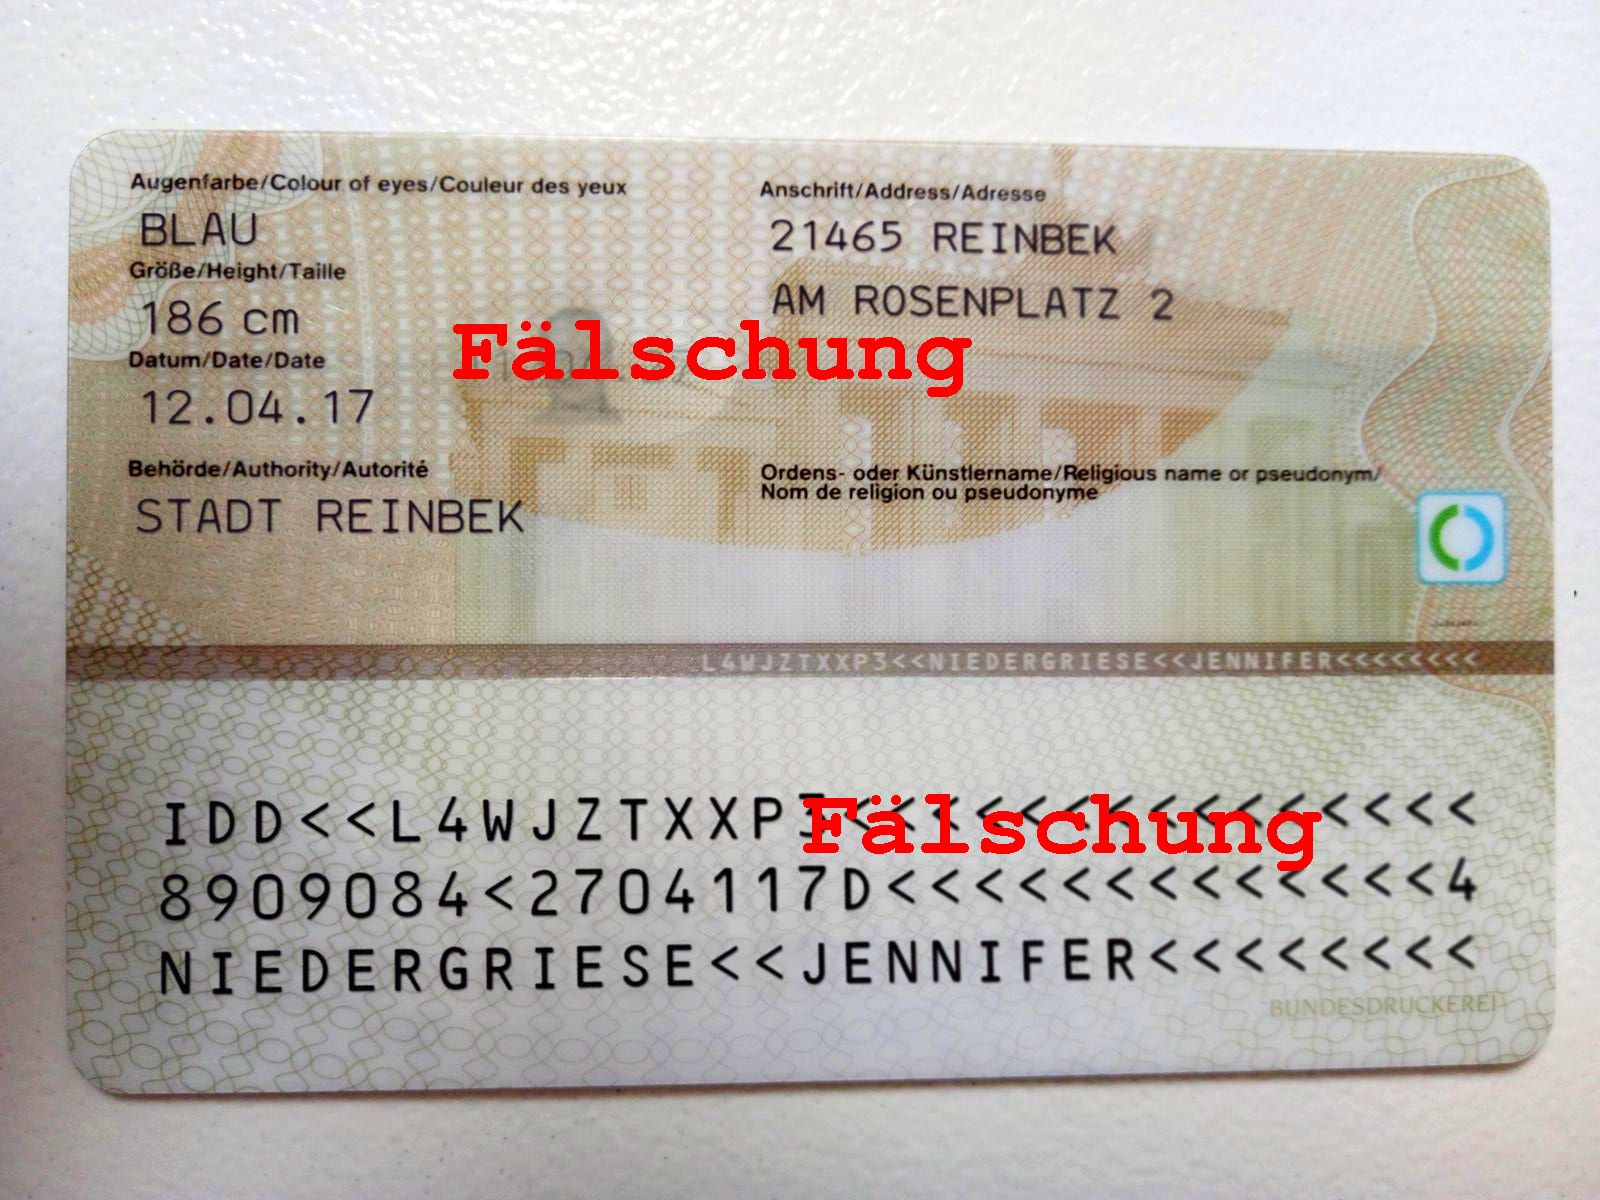 Augenfarbe/Colour of eyes/Couleur des yeux
BLAU
Größe/Height/Taille
186 cm
Datum/Date/Date
12.04.17
Behörde/Authority/Autorité
STADT REINBEK
Anschrift/Address/Adresse
21465 REINBEK
AM ROSENPLATZ 2
Fälschung
Ordens- oder Künstlername/Religious name or pseudonym/
Nom de religion ou pseudonyme
L4WJZTXXP3<<NIEDERGRIESE<<JENNIFER<<<<<<<<
IDD<<L4WJZTXXP3<<<<<<<<<<<<<<<
Fälschung
8909084<2704117D<<<<<<<<<<<<<4
NIEDERGRIESE<<JENNIFER<<<<<<<<
BUNDESDRUCKEREI